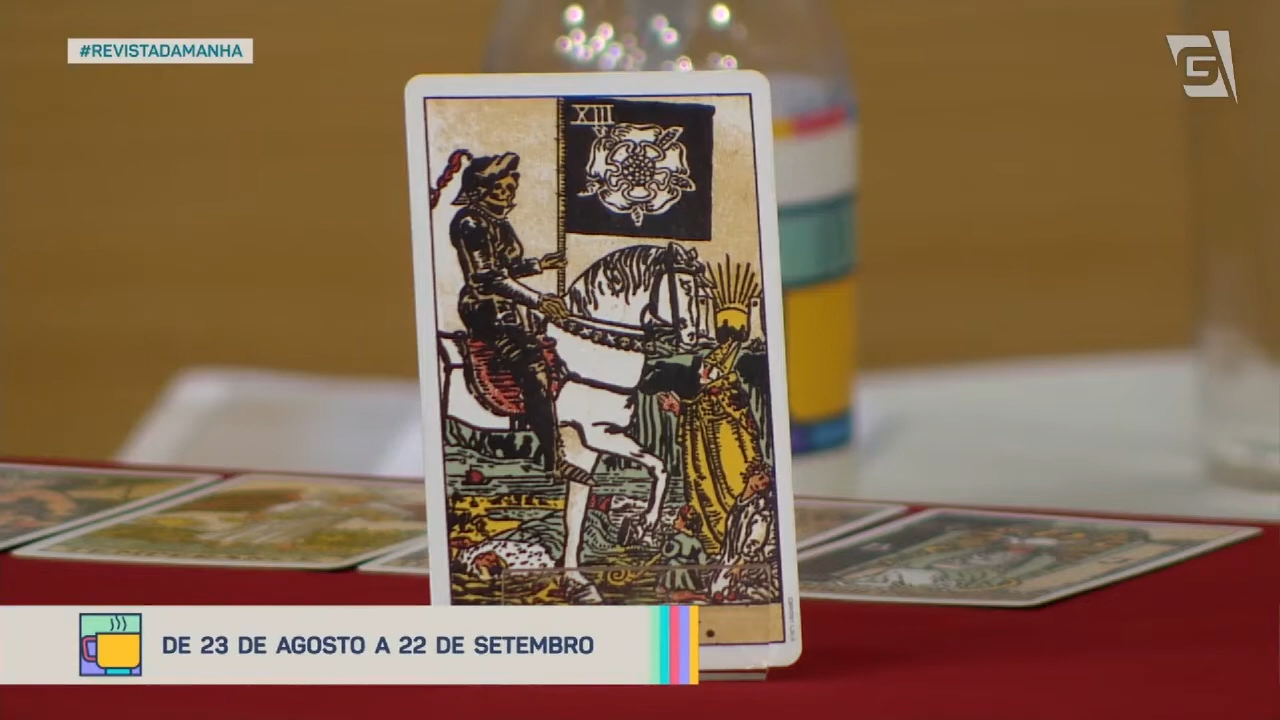 #REVISTADAMANHA
XIII
DE 23 DE AGOSTO A 22 DE SETEMBRO